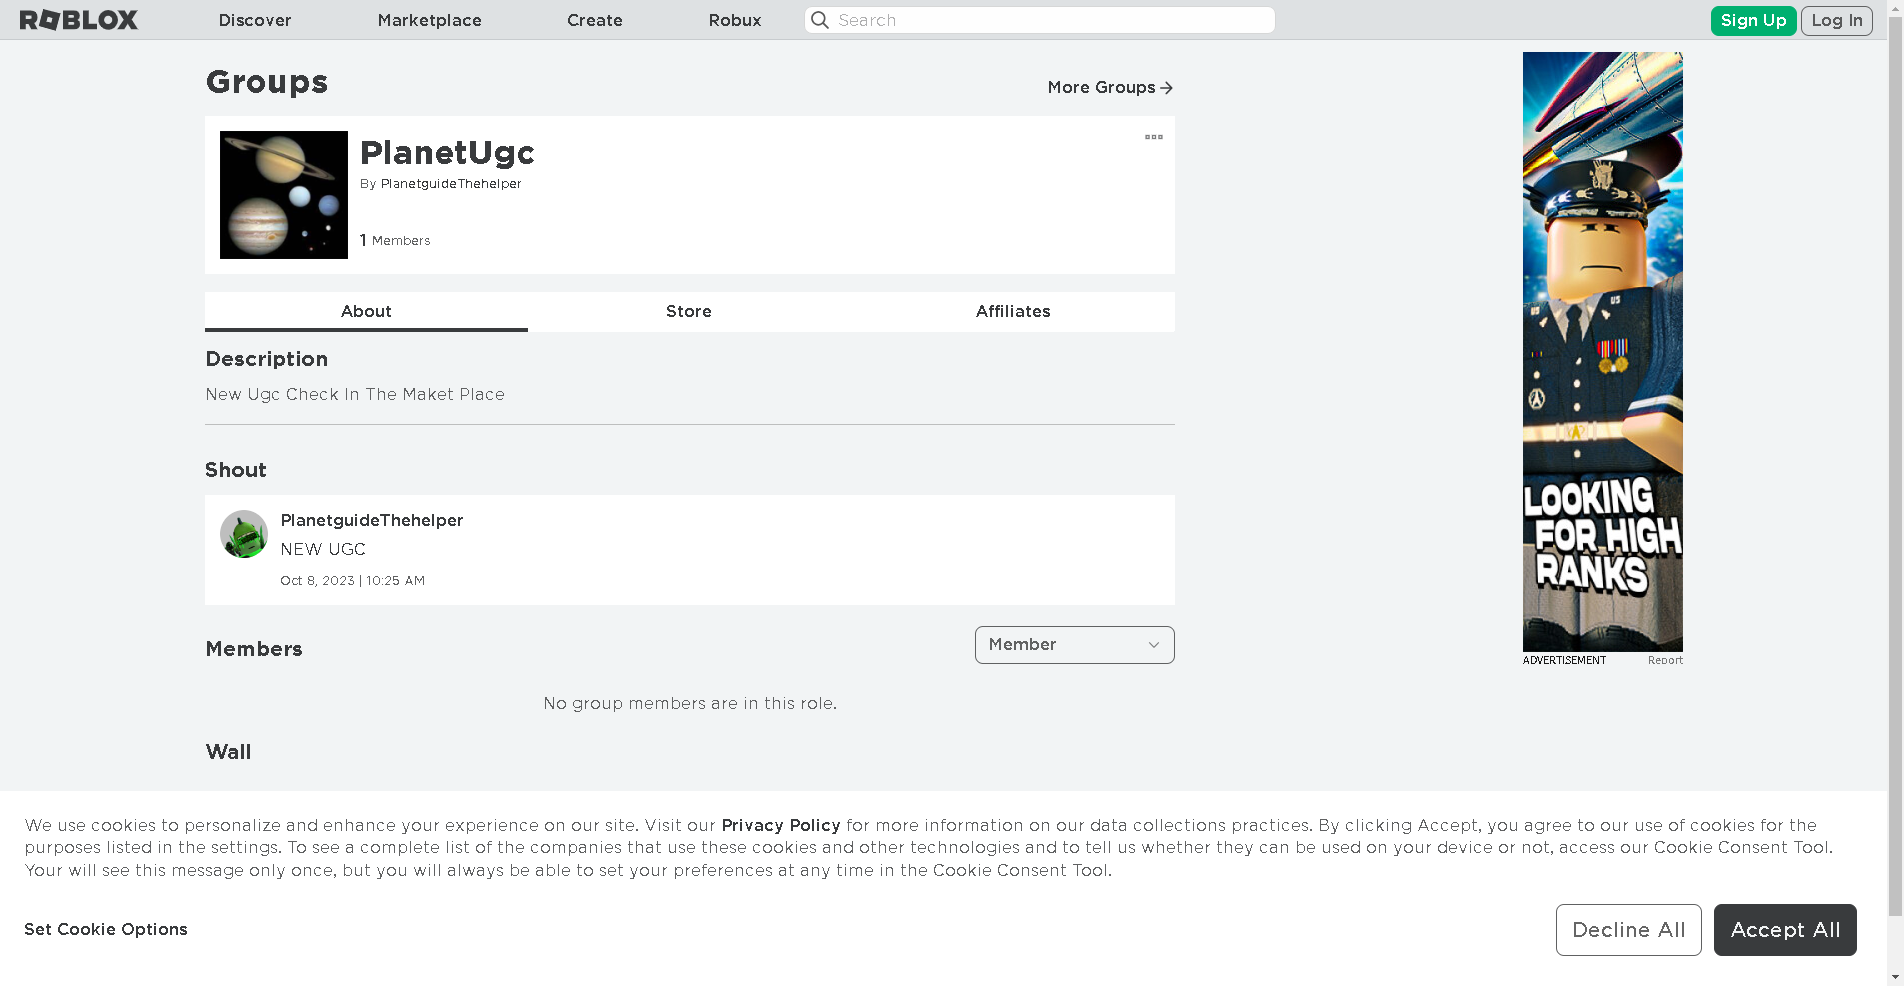 ROBLOX Discover Marketplace Create Robux Search Sign Up Log In
Groups
More Groups
PlanetUgc
By PlanetguideThehelper
1 Members
About Store Affiliates
Description
New Ugc Check In The Maket Place
Shout
PlanetguideThehelper
NEW UGC
Oct 8, 2023 | 10:25 AM
Members
Member
No group members are in this role.
Wall
US
US
LOOKING
FOR HIGH
RANKS
ADVERTISEMENT Report
We use cookies to personalize and enhance your experience on our site. Visit our Privacy Policy for more information on our data collections practices. By clicking Accept, you agree to our use of cookies for the
purposes listed in the settings. To see a complete list of the companies that use these cookies and other technologies and to tell us whether they can be used on your device or not, access our Cookie Consent Tool.
Your will see this message only once, but you will always be able to set your preferences at any time in the Cookie Consent Tool.
Set Cookie Options
Decline All Accept All